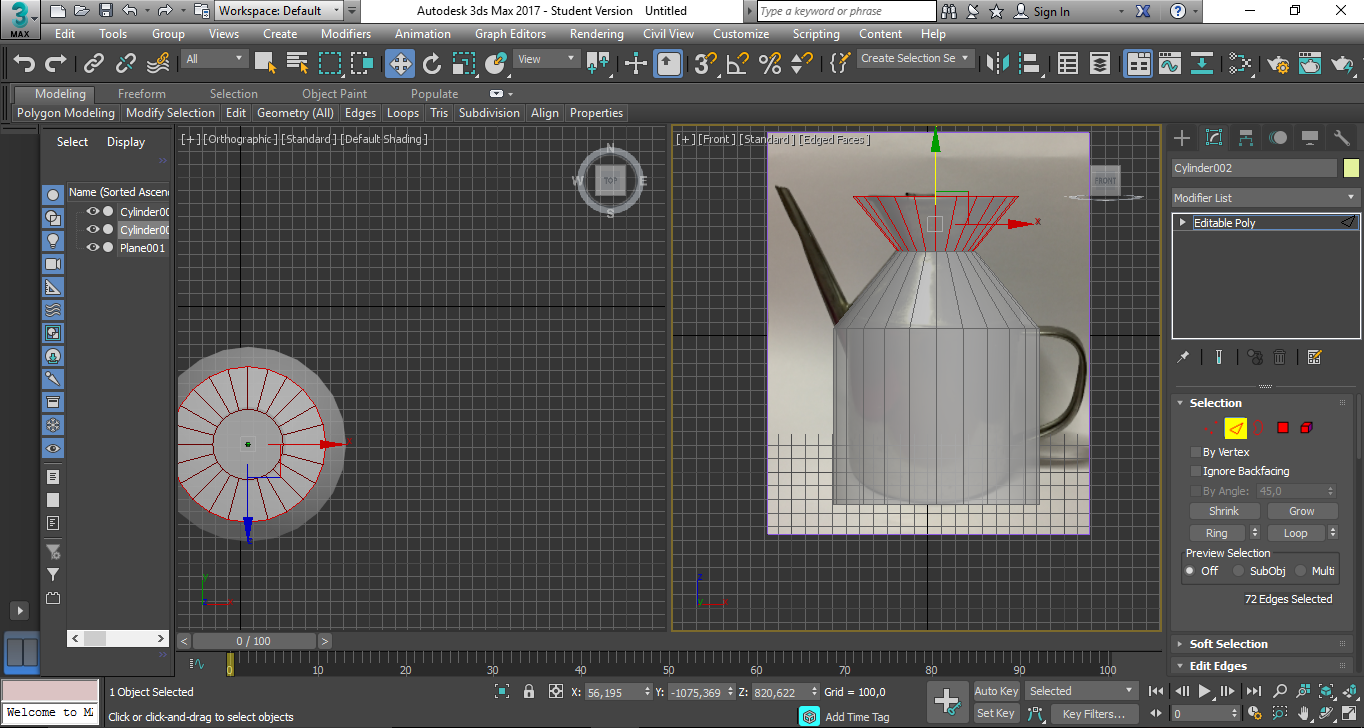 3
MAX
Workspace: Default
Autodesk 3ds Max 2017 - Student Version Untitled
Type a keyword or phrase
Sign In
Edit Tools Group Views Create Modifiers Animation Graph Editors Rendering Civil View Customize Scripting Content Help
All
View
3
Create Selection Se
Modeling Freeform Selection Object Paint Populate
Polygon Modeling Modify Selection Edit Geometry (All) Edges Loops Tris Subdivision Align Properties
Select Display
Name (Sorted Ascen
Cylinder00
Cylinder00
Plane001
[+] [Orthographic] [Standard] [Default Shading]
N
W TOP E
S
y
[+] [Front] [Standard] [Edged Faces]
FRONT
x
z
y
Cylinder002
Modifier List
Editable Poly
Selection
By Vertex
Ignore Backfacing
By Angle: 45,0
Shrink Grow
Ring Loop
Preview Selection
Off SubObj Multi
72 Edges Selected
Soft Selection
Edit Edges
< 0 / 100 >
0 10 20 30 40 50 60 70 80 90 100
1 Object Selected
X: 56,195 Y: -1075,369 Z: 820,622 Grid = 100,0
Auto Key Selected
Welcome to M
Click or click-and-drag to select objects
Add Time Tag
Set Key Key Filters...
0